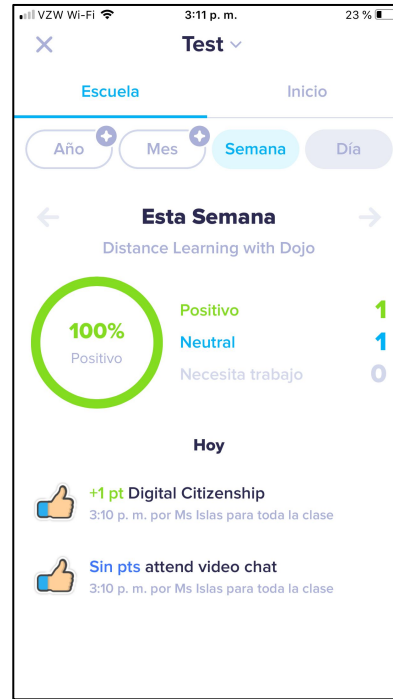 VZW Wi-Fi 3:11 p. m. 23 %
Test
Escuela Inicio
Año Mes Semana Día
Esta Semana
Distance Learning with Dojo
100%
Positivo
Positivo 1
Neutral 1
Necesita trabajo 0
Hoy
+1 pt Digital Citizenship
3:10 p. m. por Ms Islas para toda la clase
Sin pts attend video chat
3:10 p. m. por Ms Islas para toda la clase